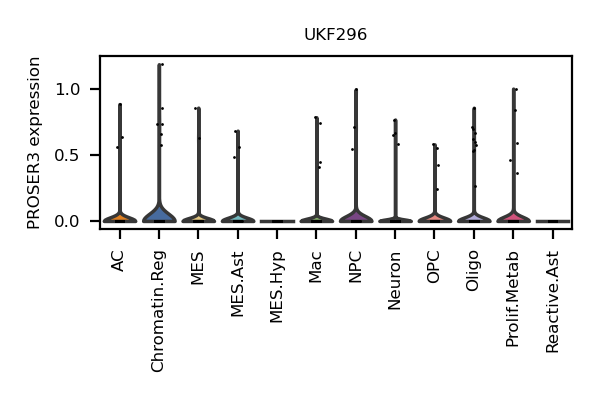 UKF296
PROSER3 expression
1.0
0.5
0.0
AC
Chromatin.Reg
MES
MES.Ast
MES.Hyp
Mac
NPC
Neuron
OPC
Oligo
Prolif.Metab
Reactive.Ast